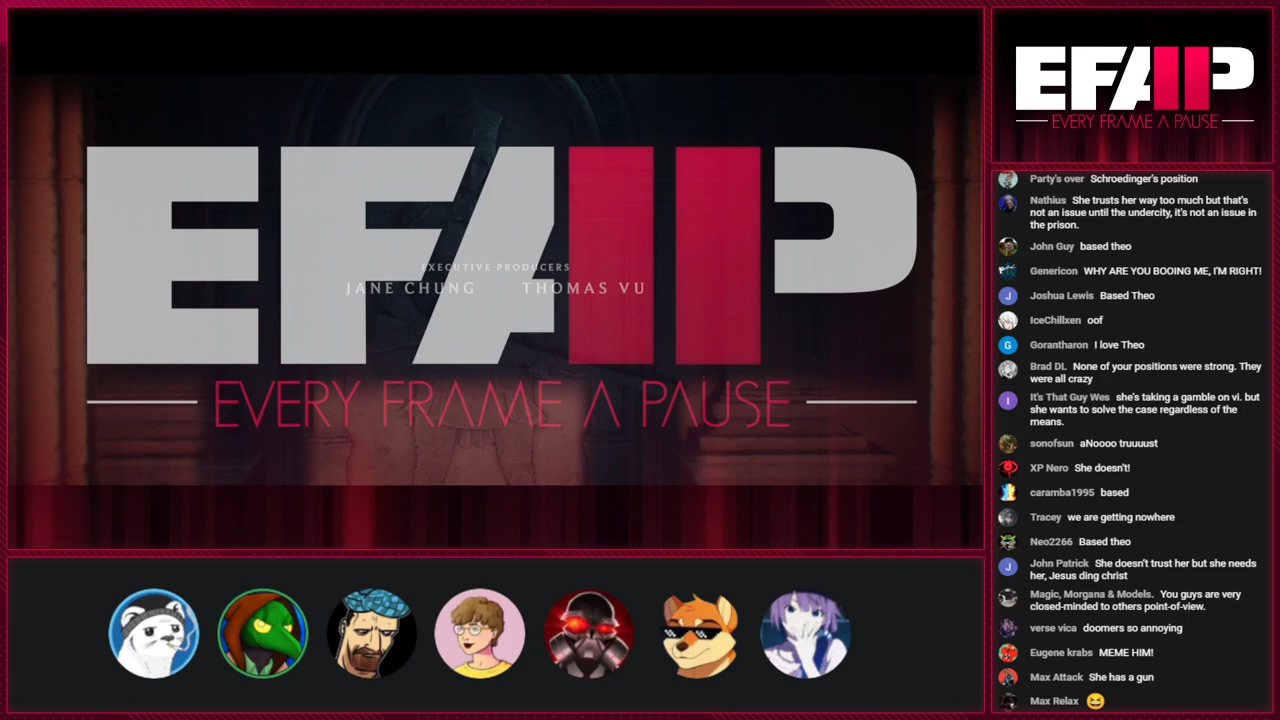 EFAIIP
EXECUTIVE PRODUCERS
JANE CHUNG THOMAS VU
EVERY FRAME A PAUSE
EFAIIP
EVERY FRAME A PAUSE
Party's over Schroedinger's position
Nathius She trusts her way too much but that's
not an issue until the undercity, it's not an issue in
the prison.
John Guy based theo
Genericon WHY ARE YOU BOOING ME, I'M RIGHT!
J
Joshua Lewis Based Theo
IceChillxen oof
G
Gorantharon I love Theo
Brad DL None of your positions were strong. They
were all crazy
I
It's That Guy Wes she's taking a gamble on vi. but
she wants to solve the case regardless of the
means.
sonofsun aNoooo truuuust
XP Nero She doesn't!
caramba1995 based
Tracey we are getting nowhere
Neo2266 Based theo
J
John Patrick She doesn't trust her but she needs
her, Jesus ding christ
Magic, Morgana & Models. You guys are very
closed-minded to others point-of-view.
verse vica doomers so annoying
Eugene krabs MEME HIM!
Max Attack She has a gun
Max Relax 😆